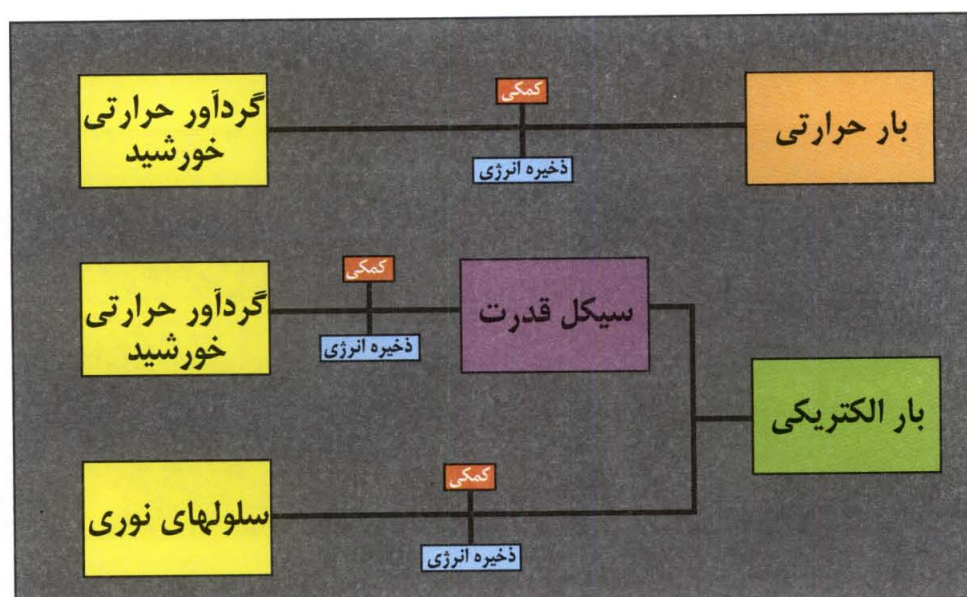 گردآور حرارتی
خورشید
کمکی
ذخیره انرژی
بار حرارتی
گردآور حرارتی
خورشید
کمکی
ذخیره انرژی
سیکل قدرت
بار الکتریکی
سلولهای نوری
کمکی
ذخیره انرژی